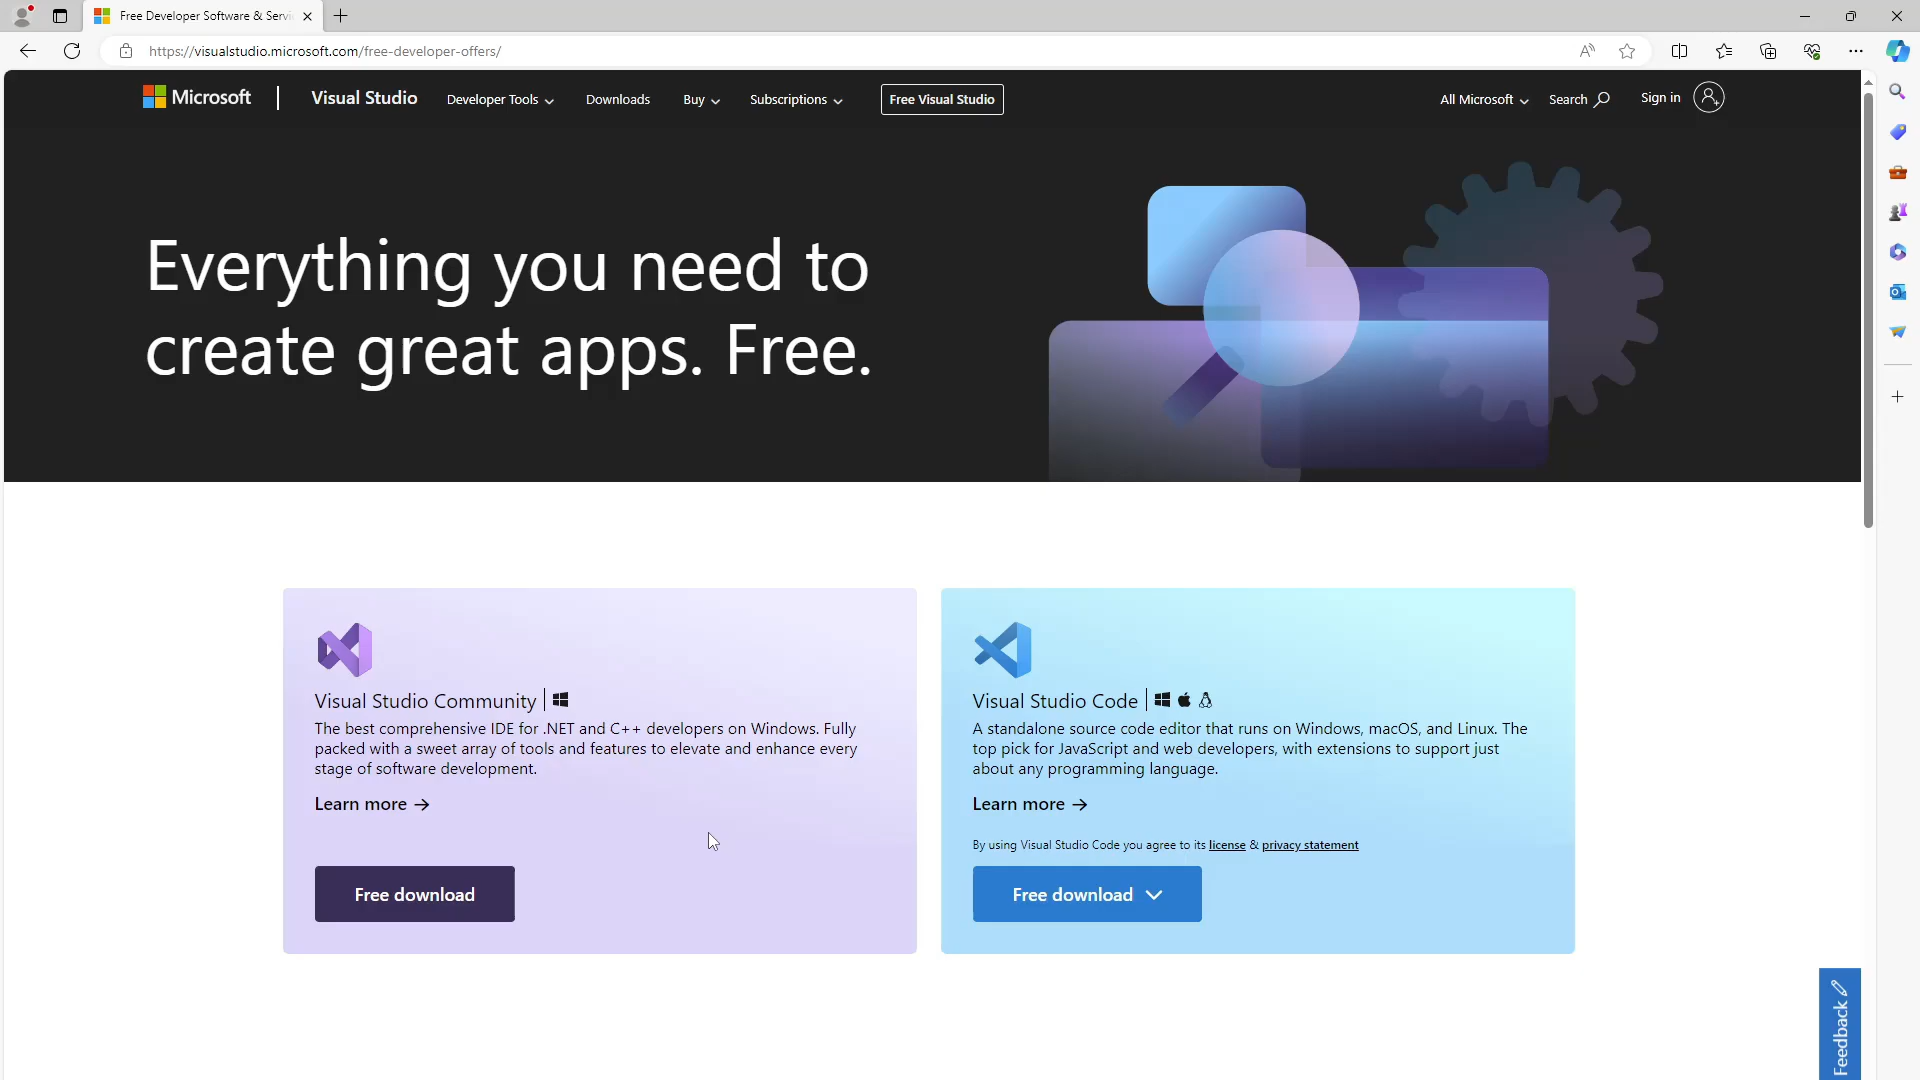 Free Developer Software & Servi
https://visualstudio.microsoft.com/free-developer-offers/
Microsoft
Visual Studio
Developer Tools
Downloads
Buy
Subscriptions
Free Visual Studio
All Microsoft
Search
Sign in
Everything you need to
create great apps. Free.
Visual Studio Community
The best comprehensive IDE for .NET and C++ developers on Windows. Fully
packed with a sweet array of tools and features to elevate and enhance every
stage of software development.
Learn more
Free download
Visual Studio Code
A standalone source code editor that runs on Windows, macOS, and Linux. The
top pick for JavaScript and web developers, with extensions to support just
about any programming language.
Learn more
By using Visual Studio Code you agree to its license & privacy statement
Free download
Feedback